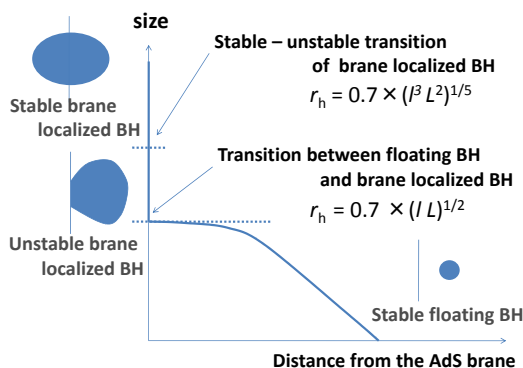 size
Stable – unstable transition
of brane localized BH
r_h = 0.7 × (l³ L²)^1/5
Stable brane
localized BH
Transition between floating BH
and brane localized BH
r_h = 0.7 × (l L)^1/2
Unstable brane
localized BH
Stable floating BH
Distance from the AdS brane